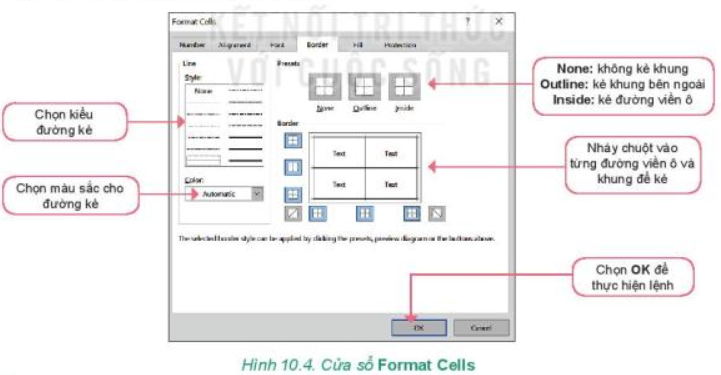 KẾT NỐI TRI THỨC
VỚI CUỘC SỐNG
Format Cells
?
X
Number Alignment Font Border Fill Protection
Line
Style:
None
Presets
None Outline Inside
Border
Text Text
Text Text
Color:
Automatic
The selected border style can be applied by clicking the presets, preview diagram or the buttons above.
OK Cancel
Chọn kiểu
đường kẻ
Chọn màu sắc cho
đường kẻ
None: không kẻ khung
Outline: kẻ khung bên ngoài
Inside: kẻ đường viền ô
Nháy chuột vào
từng đường viền ô và
khung để kẻ
Chọn OK để
thực hiện lệnh
Hình 10.4. Cửa sổ Format Cells